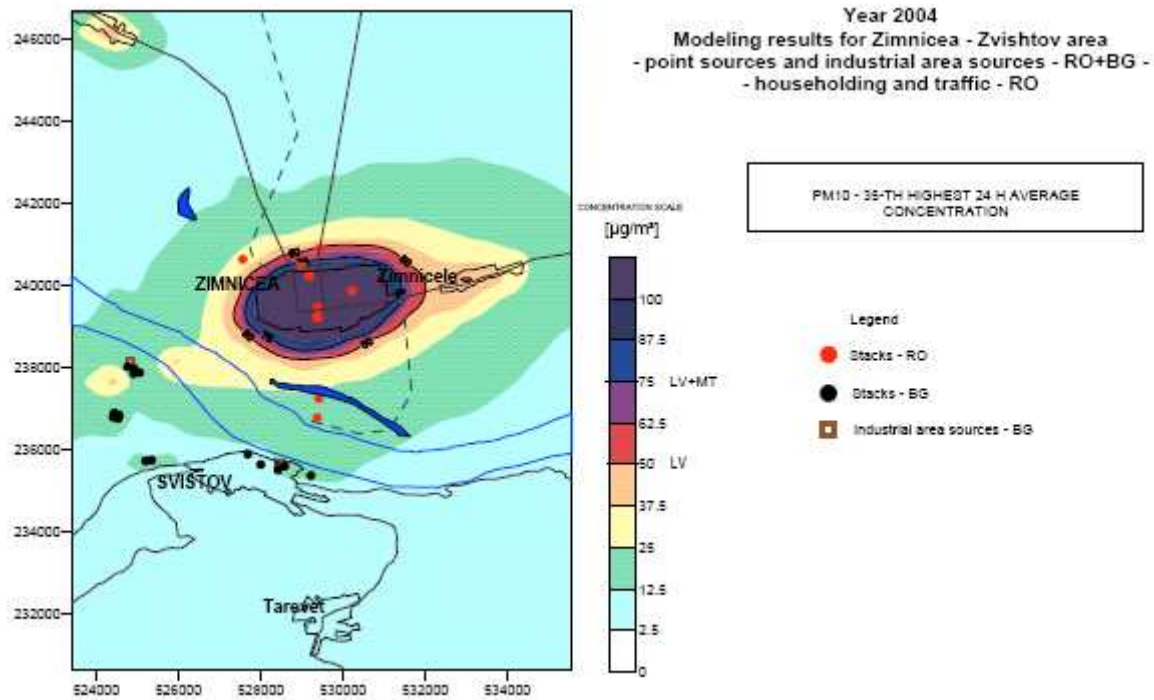 Year 2004
Modeling results for Zimnicea - Zvishtov area
- point sources and industrial area sources - RO+BG -
- householding and traffic - RO
PM10 - 35-TH HIGHEST 24 H AVERAGE
CONCENTRATION
CONCENTRATION SCALE
[µg/m³]
100
87.5
75 LV+MT
62.5
50 LV
37.5
25
12.5
2.5
0
Legend
Stacks - RO
Stacks - BG
Industrial area sources - BG
246000
244000
242000
240000
238000
236000
234000
232000
524000
526000
528000
530000
532000
534000
ZIMNICEA
Zimnicele
SVISTOV
Tarevet